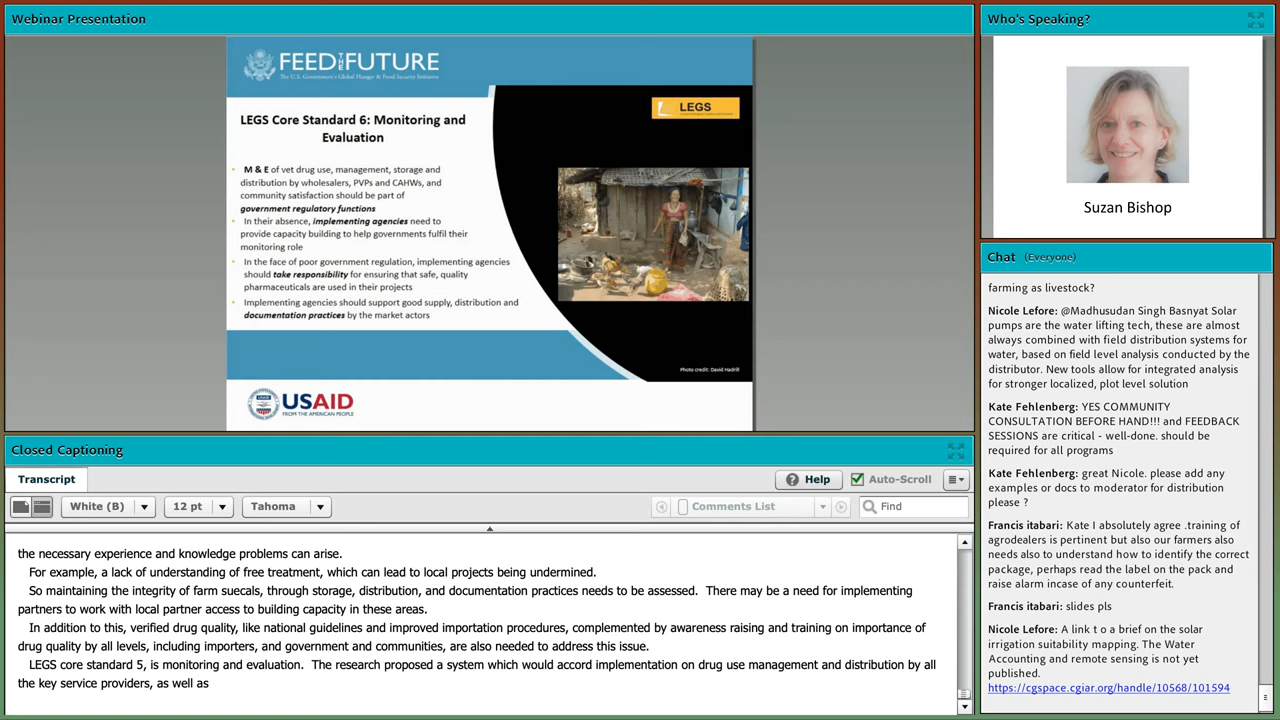 Webinar Presentation
FEED THE FUTURE
The U.S. Government's Global Hunger & Food Security Initiative
LEGS
LEGS Core Standard 6: Monitoring and
Evaluation
• M & E of vet drug use, management, storage and
distribution by wholesalers, PVPs and CAHWs, and
community satisfaction should be part of
government regulatory functions
• In their absence, implementing agencies need to
provide capacity building to help governments fulfil their
monitoring role
• In the face of poor government regulation, implementing agencies
should take responsibility for ensuring that safe, quality
pharmaceuticals are used in their projects
• Implementing agencies should support good supply, distribution and
documentation practices by the market actors
Photo credit: David Hadrill
USAID
FROM THE AMERICAN PEOPLE
Closed Captioning
Transcript
Help
Auto-Scroll
White (B)
12 pt
Tahoma
Comments List
Find
the necessary experience and knowledge problems can arise.
For example, a lack of understanding of free treatment, which can lead to local projects being undermined.
So maintaining the integrity of farm suecals, through storage, distribution, and documentation practices needs to be assessed. There may be a need for implementing
partners to work with local partner access to building capacity in these areas.
In addition to this, verified drug quality, like national guidelines and improved importation procedures, complemented by awareness raising and training on importance of
drug quality by all levels, including importers, and government and communities, are also needed to address this issue.
LEGS core standard 5, is monitoring and evaluation. The research proposed a system which would accord implementation on drug use management and distribution by all
the key service providers, as well as
Who's Speaking?
Suzan Bishop
Chat (Everyone)
farming as livestock?
Nicole Lefore: @Madhusudan Singh Basnyat Solar
pumps are the water lifting tech, these are almost
always combined with field distribution systems for
water, based on field level analysis conducted by the
distributor. New tools allow for integrated analysis
for stronger localized, plot level solution
Kate Fehlenberg: YES COMMUNITY
CONSULTATION BEFORE HAND!!! and FEEDBACK
SESSIONS are critical - well-done. should be
required for all programs
Kate Fehlenberg: great Nicole. please add any
examples or docs to moderator for distribution
please ?
Francis itabari: Kate I absolutely agree .training of
agrodealers is pertinent but also our farmers also
needs also to understand how to identify the correct
package, perhaps read the label on the pack and
raise alarm incase of any counterfeit.
Francis itabari: slides pls
Nicole Lefore: A link t o a brief on the solar
irrigation suitability mapping. The Water
Accounting and remote sensing is not yet
published.
https://cgspace.cgiar.org/handle/10568/101594